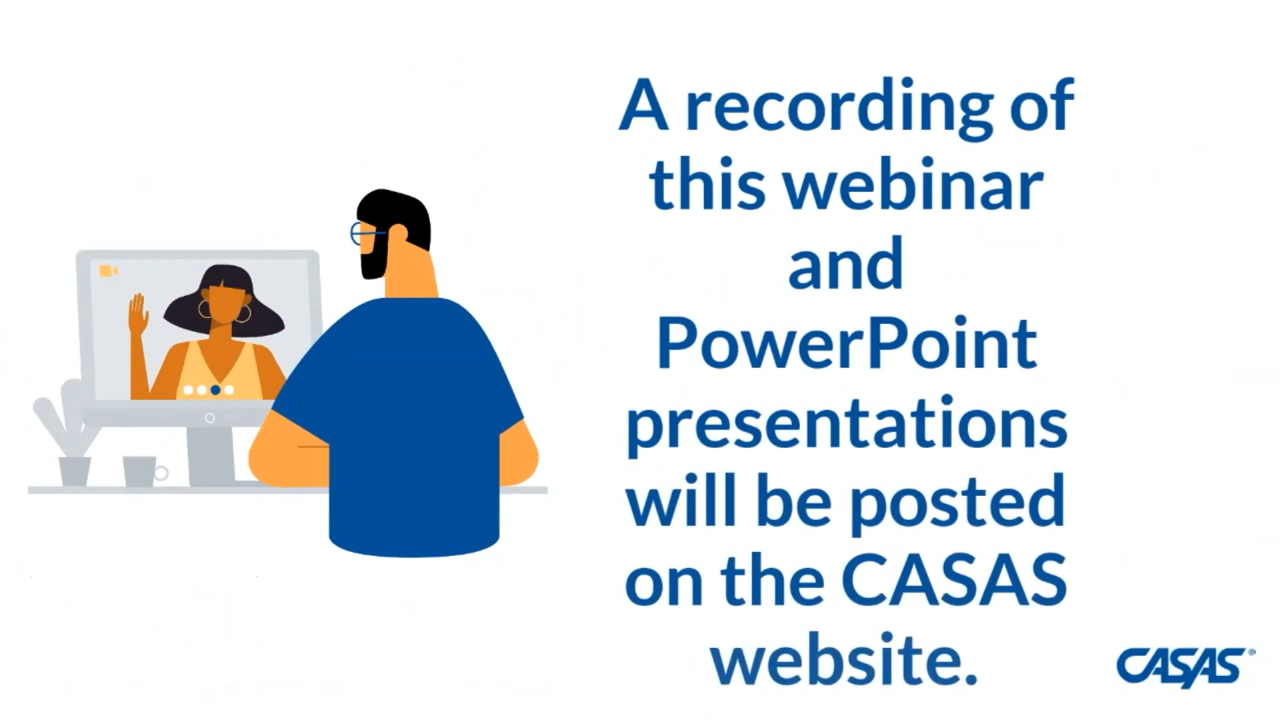 A recording of
this webinar
and
PowerPoint
presentations
will be posted
on the CASAS
website.
CASAS®